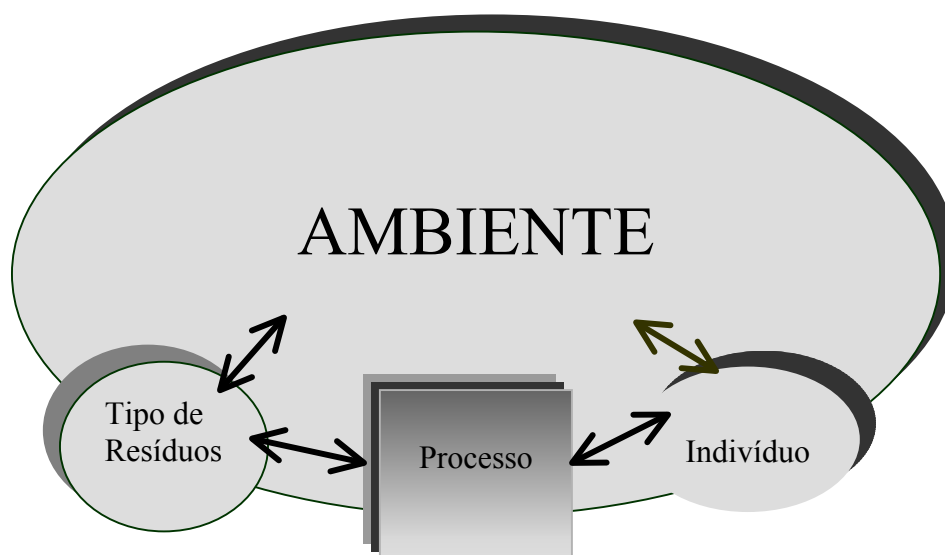 AMBIENTE
Tipo de
Resíduos
Processo
Indivíduo